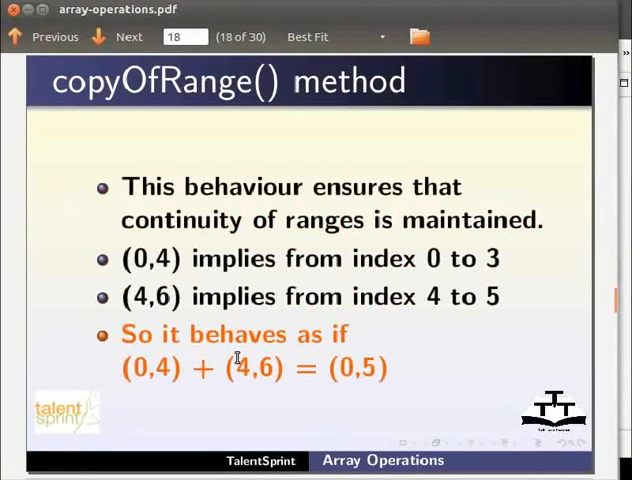 array-operations.pdf
Previous Next 18 (18 of 30) Best Fit
copyOfRange() method
This behaviour ensures that
continuity of ranges is maintained.
(0,4) implies from index 0 to 3
(4,6) implies from index 4 to 5
So it behaves as if
(0,4) + (4,6) = (0,5)
talent
sprint
TalentSprint Array Operations